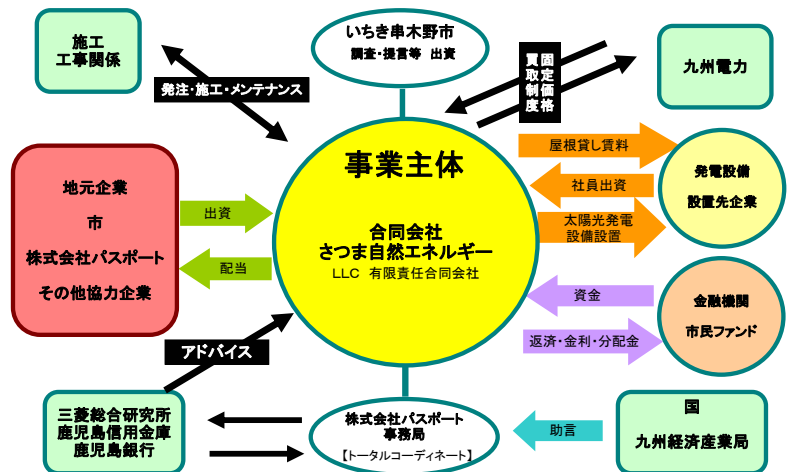 施工
工事関係
いちき串木野市
調査・提言等 出資
固定価格
買取制度
九州電力
発注・施工・メンテナンス
事業主体
合同会社
さつま自然エネルギー
LLC 有限責任合同会社
地元企業
市
株式会社パスポート
その他協力企業
出資
配当
屋根貸し賃料
社員出資
太陽光発電
設備設置
発電設備
設置先企業
資金
返済・金利・分配金
金融機関
市民ファンド
アドバイス
三菱総合研究所
鹿児島信用金庫
鹿児島銀行
株式会社パスポート
事務局
【トータルコーディネート】
助言
国
九州経済産業局